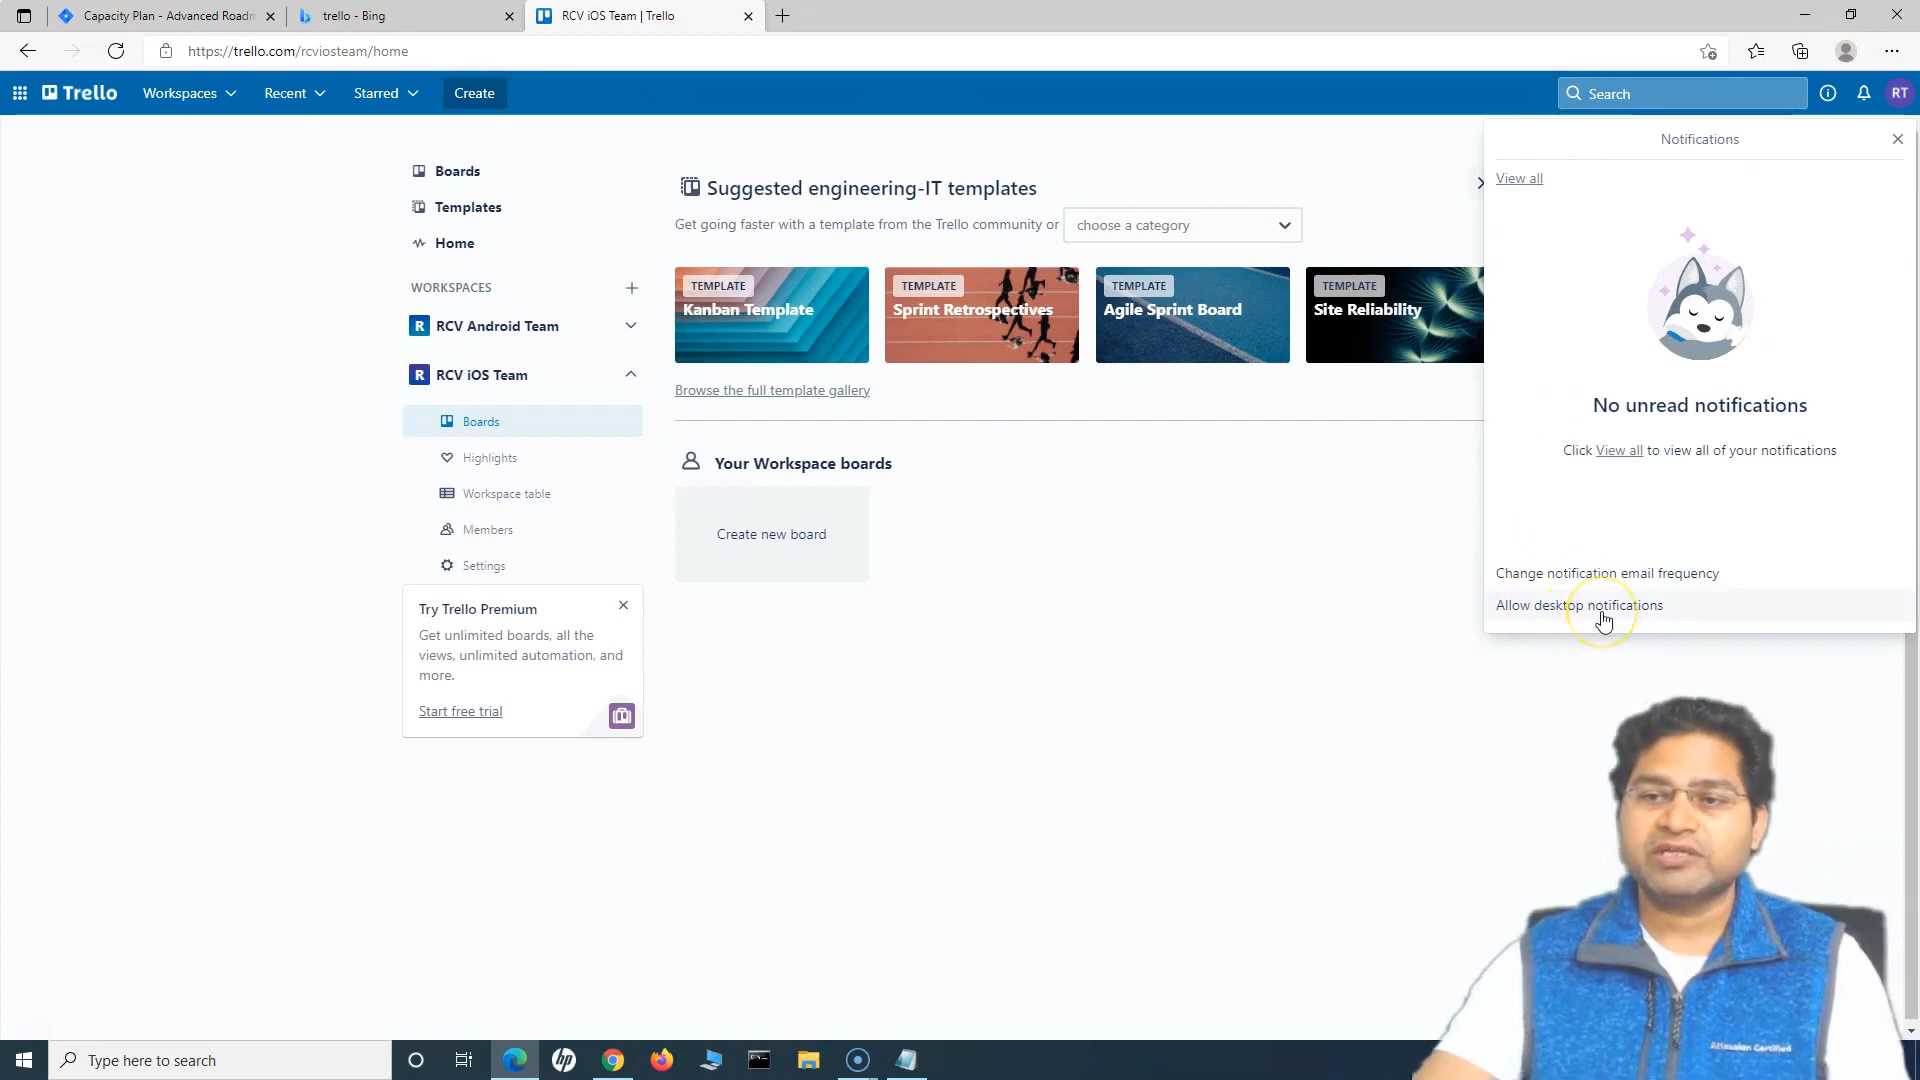 Capacity Plan - Advanced Roadm
trello - Bing
RCV iOS Team | Trello
https://trello.com/rcviosteam/home
Trello
Workspaces
Recent
Starred
Create
Search
RT
Boards
Templates
Home
WORKSPACES
R RCV Android Team
R RCV iOS Team
Boards
Highlights
Workspace table
Members
Settings
Try Trello Premium
Get unlimited boards, all the
views, unlimited automation, and
more.
Start free trial
Suggested engineering-IT templates
Get going faster with a template from the Trello community or
choose a category
TEMPLATE
Kanban Template
TEMPLATE
Sprint Retrospectives
TEMPLATE
Agile Sprint Board
TEMPLATE
Site Reliability
Browse the full template gallery
Your Workspace boards
Create new board
Notifications
View all
No unread notifications
Click View all to view all of your notifications
Change notification email frequency
Allow desktop notifications
Atlassian Certified
Type here to search
hp